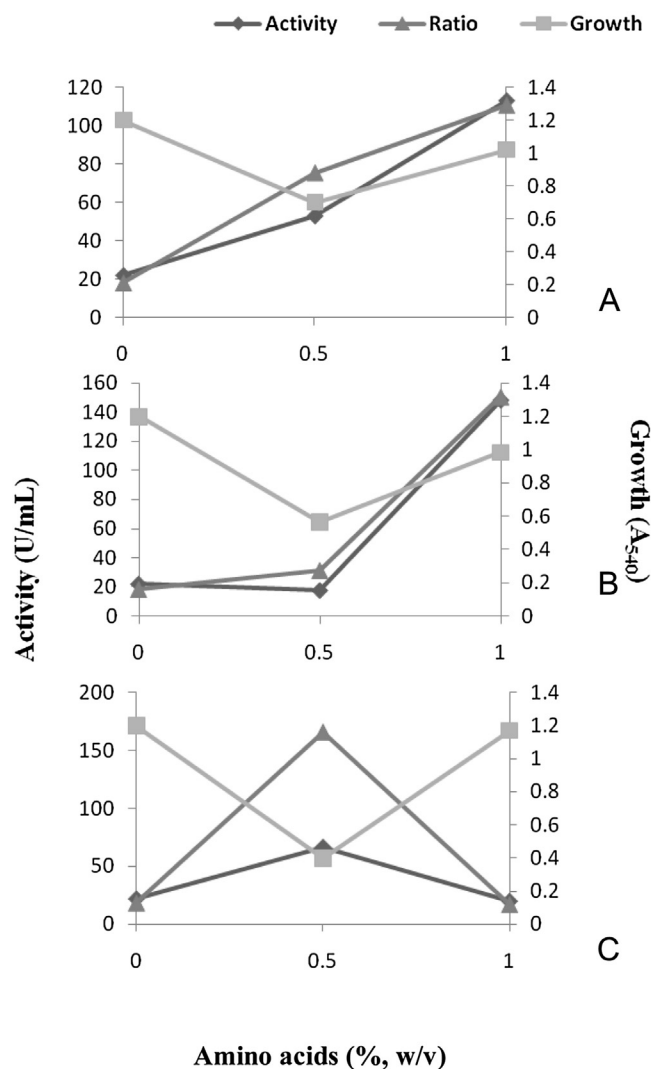 Activity Ratio Growth
120 1.4
100 1.2
80 1
60 0.8
40 0.6
20 0.4
0 0.2
0
A
0 0.5 1
160 1.4
140 1.2
120 1
100 0.8
80 0.6
60 0.4
40 0.2
20 0
0
B
0 0.5 1
Activity (U/mL)
Growth (A540)
200 1.4
150 1.2
100 1
50 0.8
0 0.6
0.4
0.2
0
C
0 0.5 1
Amino acids (%, w/v)